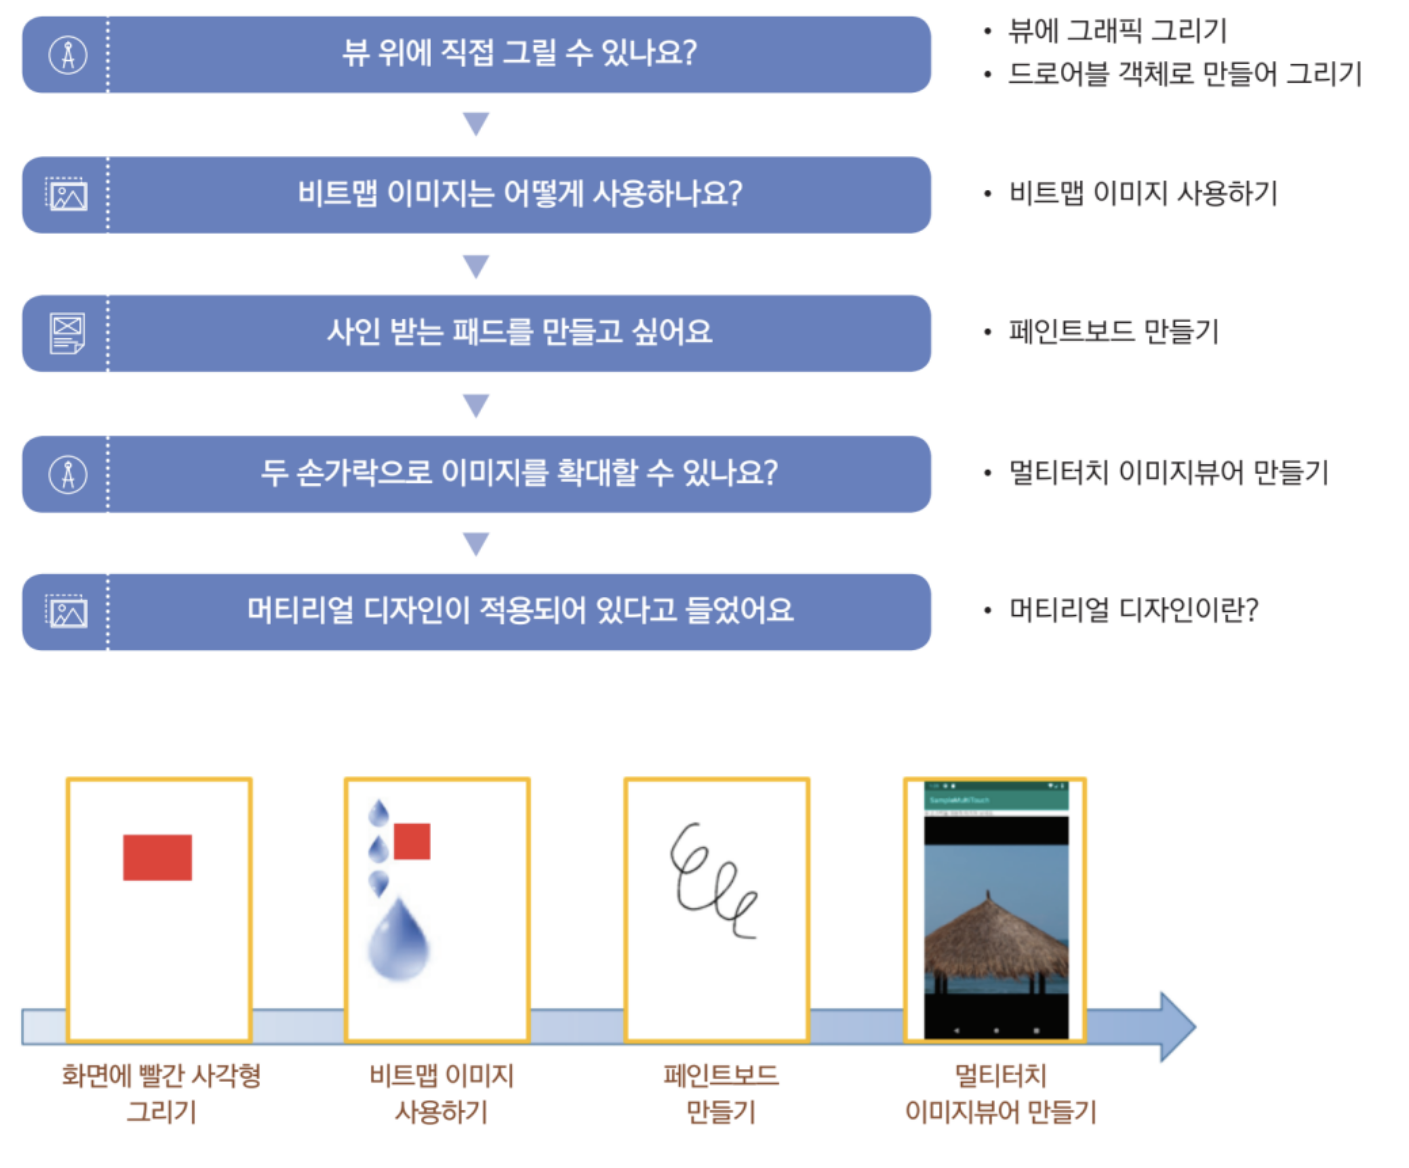 뷰 위에 직접 그릴 수 있나요?
• 뷰에 그래픽 그리기
• 드로어블 객체로 만들어 그리기
비트맵 이미지는 어떻게 사용하나요?
• 비트맵 이미지 사용하기
사인 받는 패드를 만들고 싶어요
• 페인트보드 만들기
두 손가락으로 이미지를 확대할 수 있나요?
• 멀티터치 이미지뷰어 만들기
머티리얼 디자인이 적용되어 있다고 들었어요
• 머티리얼 디자인이란?
SampleMultiTouch
화면에 빨간 사각형
그리기
비트맵 이미지
사용하기
페인트보드
만들기
멀티터치
이미지뷰어 만들기